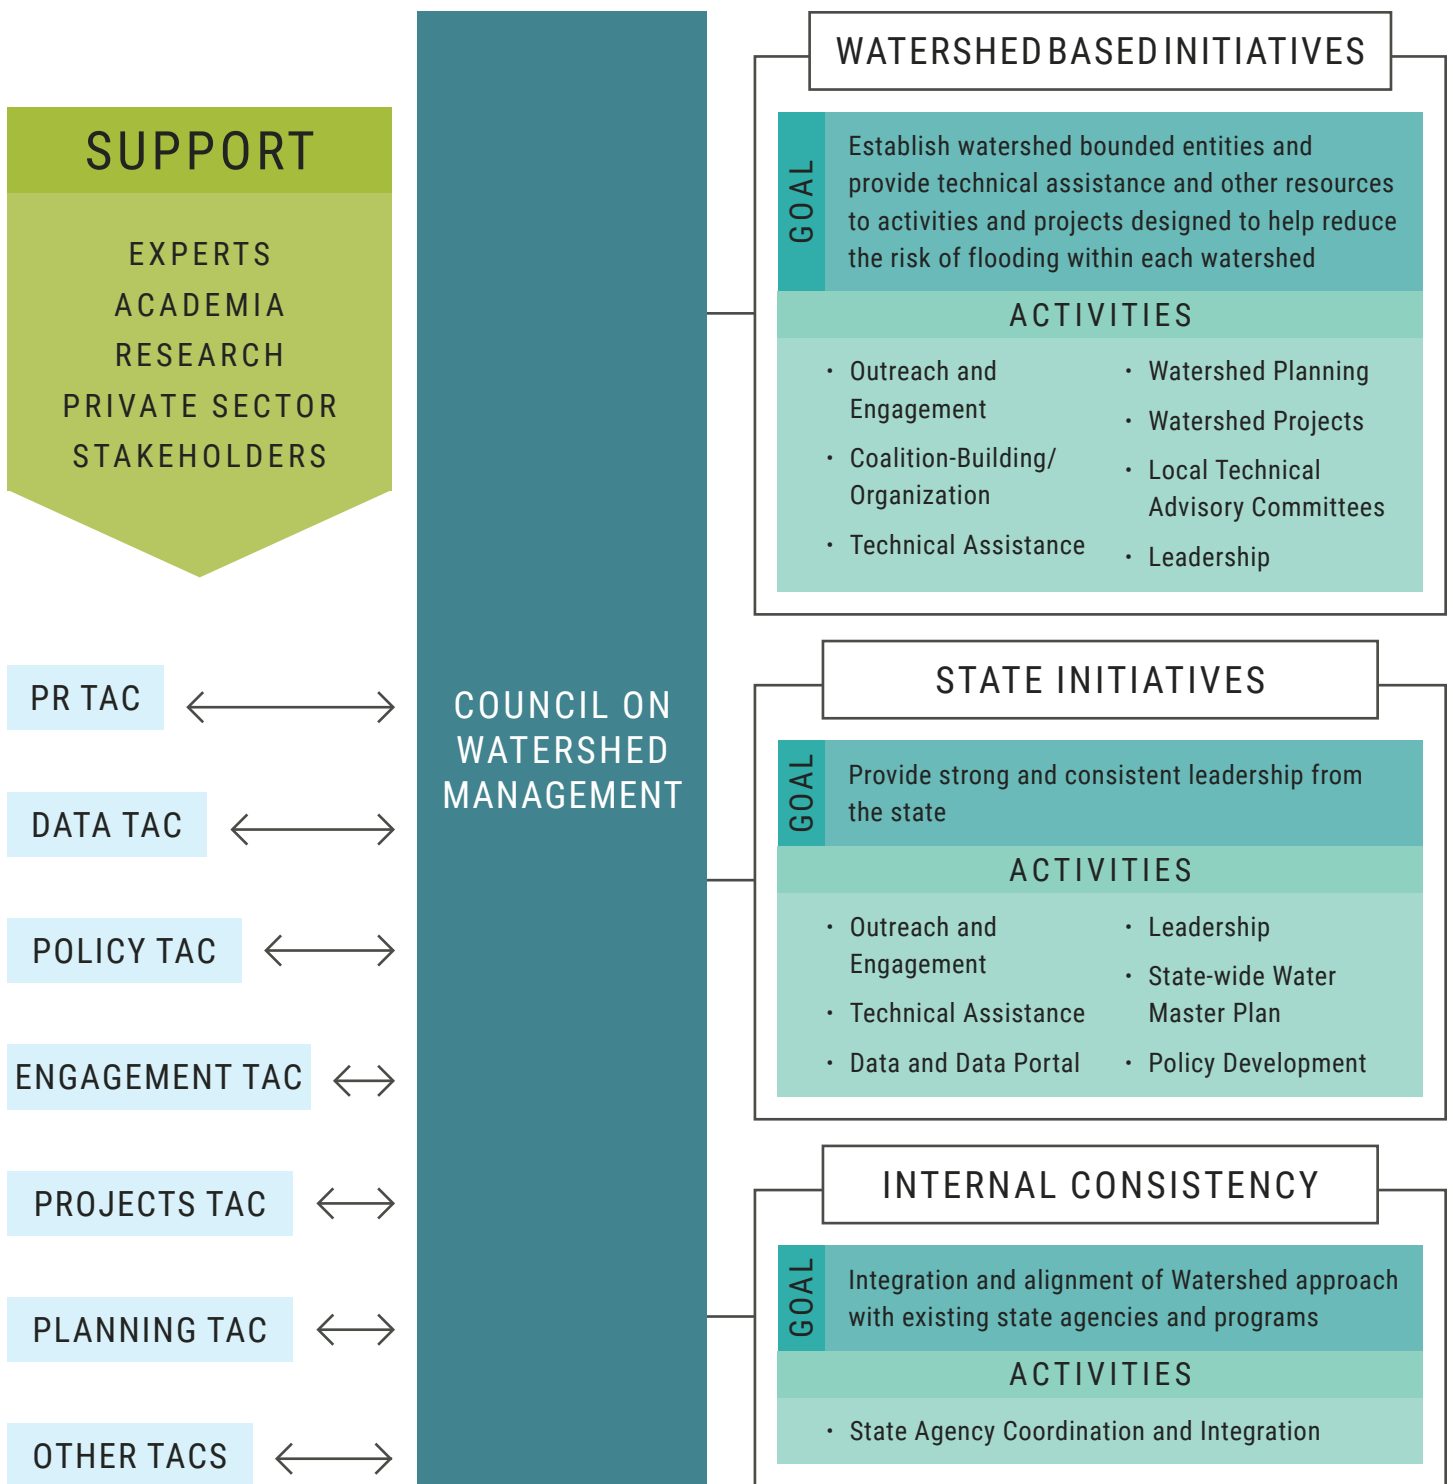 SUPPORT
EXPERTS
ACADEMIA
RESEARCH
PRIVATE SECTOR
STAKEHOLDERS
PR TAC
DATA TAC
POLICY TAC
ENGAGEMENT TAC
PROJECTS TAC
PLANNING TAC
OTHER TACS
COUNCIL ON
WATERSHED
MANAGEMENT
WATERSHED BASED INITIATIVES
GOAL
Establish watershed bounded entities and
provide technical assistance and other resources
to activities and projects designed to help reduce
the risk of flooding within each watershed
ACTIVITIES
· Outreach and
Engagement
· Coalition-Building/
Organization
· Technical Assistance
· Watershed Planning
· Watershed Projects
· Local Technical
Advisory Committees
· Leadership
STATE INITIATIVES
GOAL
Provide strong and consistent leadership from
the state
ACTIVITIES
· Outreach and
Engagement
· Technical Assistance
· Data and Data Portal
· Leadership
· State-wide Water
Master Plan
· Policy Development
INTERNAL CONSISTENCY
GOAL
Integration and alignment of Watershed approach
with existing state agencies and programs
ACTIVITIES
· State Agency Coordination and Integration